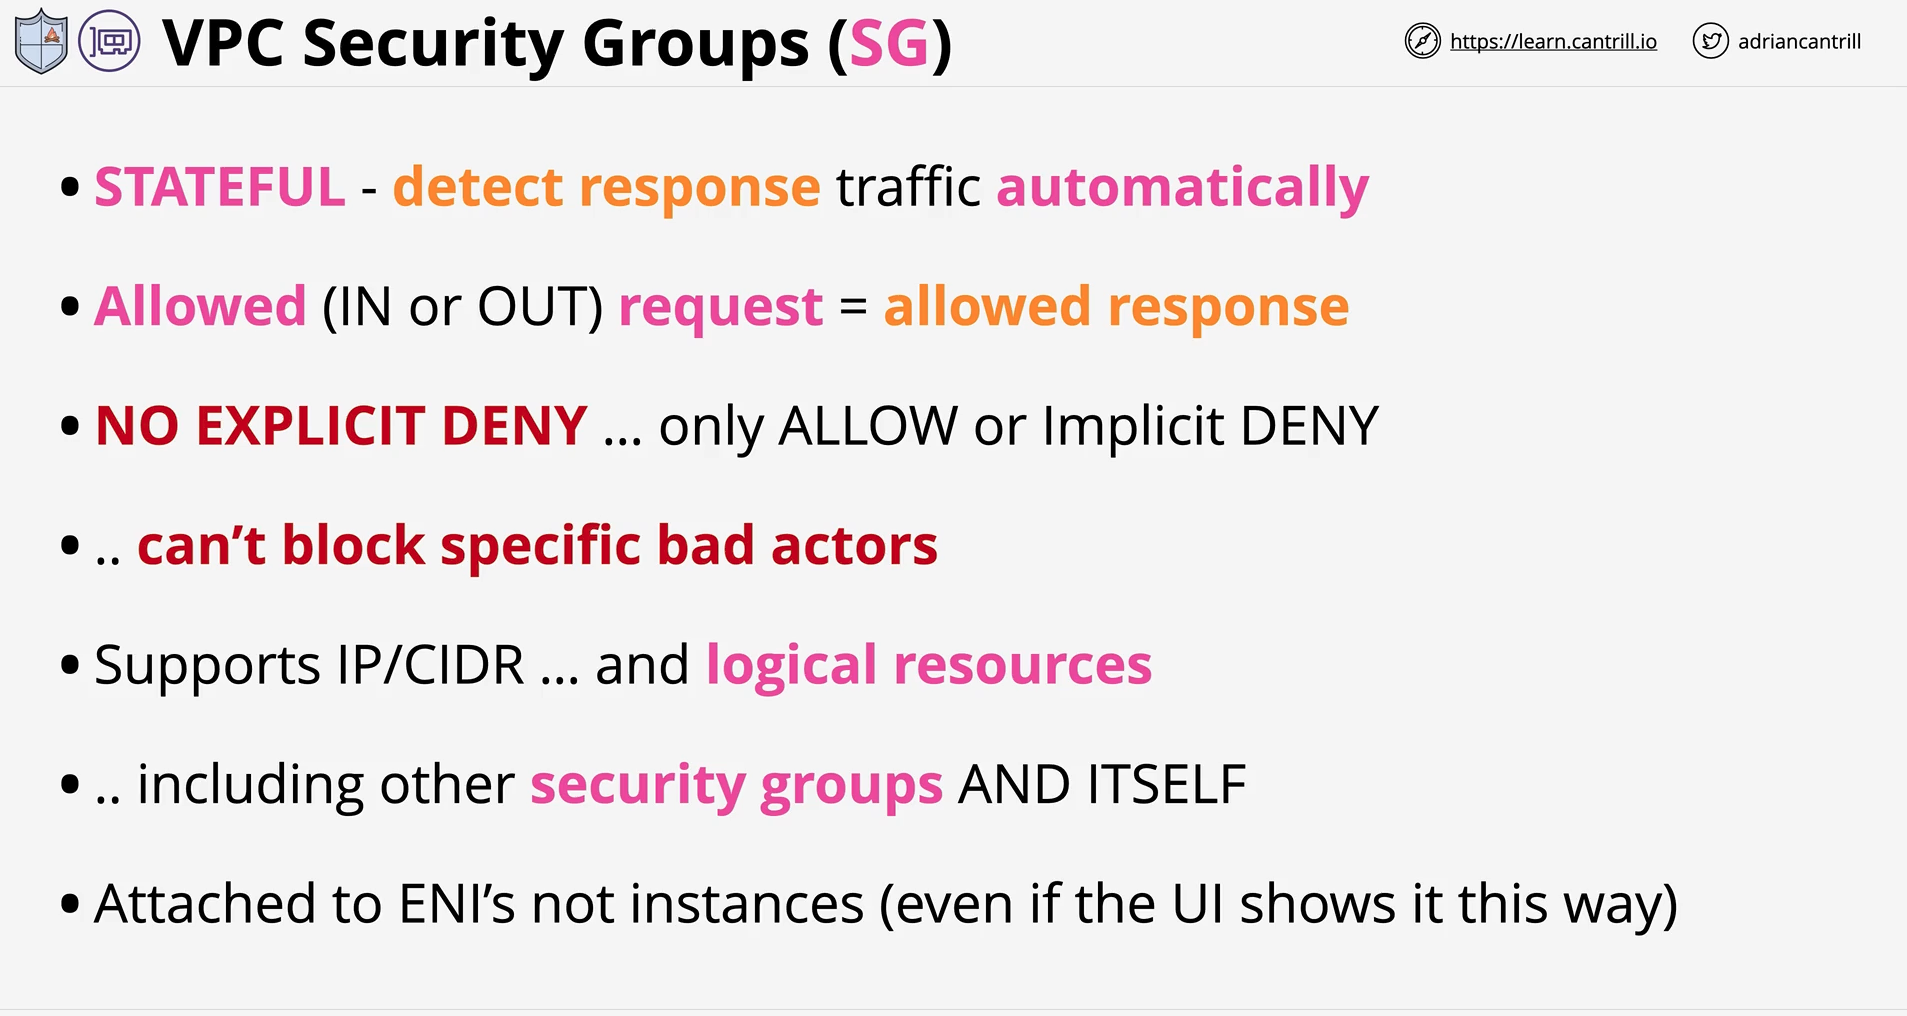 VPC Security Groups (SG)
https://learn.cantrill.io
adriancantrill
• STATEFUL - detect response traffic automatically
• Allowed (IN or OUT) request = allowed response
• NO EXPLICIT DENY ... only ALLOW or Implicit DENY
• .. can’t block specific bad actors
• Supports IP/CIDR ... and logical resources
• .. including other security groups AND ITSELF
• Attached to ENI’s not instances (even if the UI shows it this way)